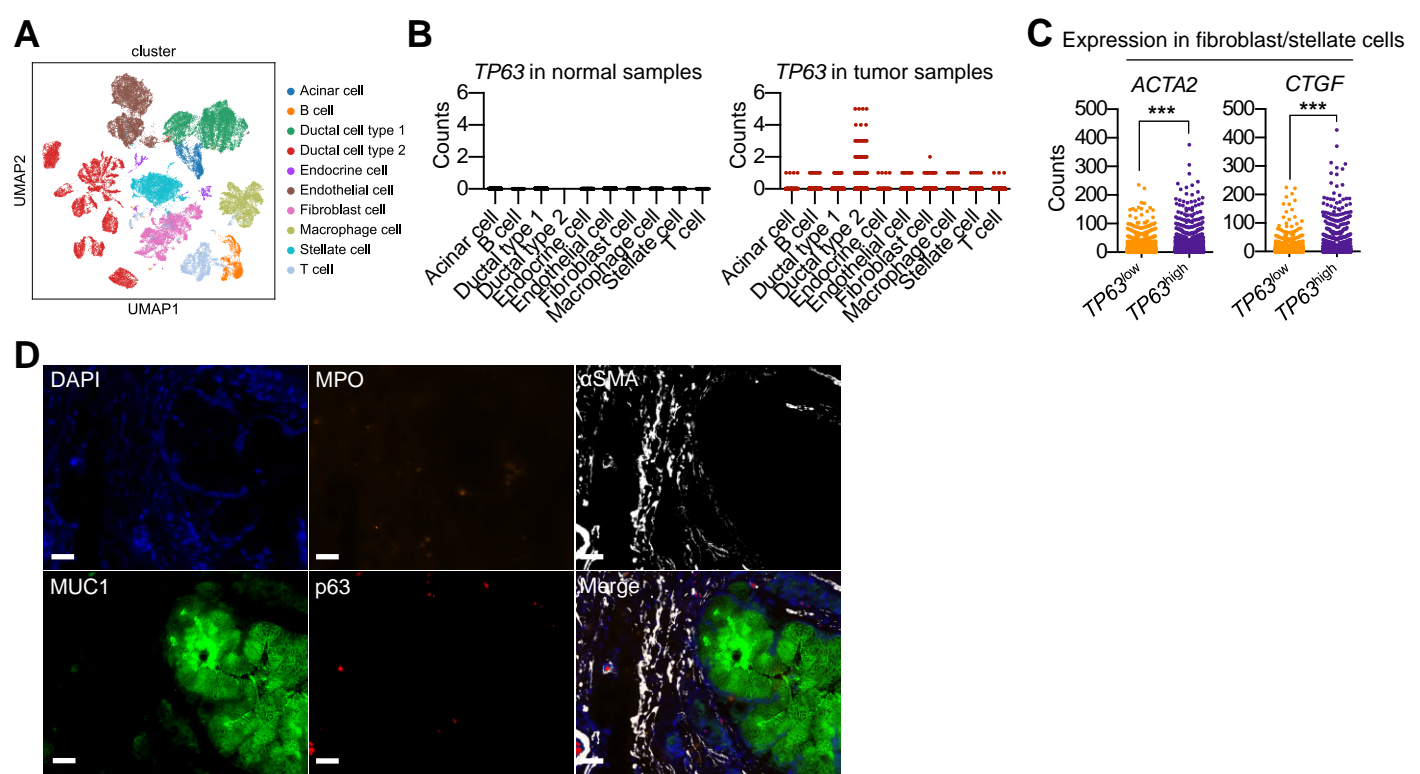 A
cluster
UMAP2
UMAP1
Acinar cell
B cell
Ductal cell type 1
Ductal cell type 2
Endocrine cell
Endothelial cell
Fibroblast cell
Macrophage cell
Stellate cell
T cell
B
TP63 in normal samples
Counts
6
4
2
0
Acinar cell
B cell
Ductal type 1
Ductal type 2
Endocrine cell
Endothelial cell
Fibroblast cell
Macrophage cell
Stellate cell
T cell
TP63 in tumor samples
Counts
6
4
2
0
Acinar cell
B cell
Ductal type 1
Ductal type 2
Endocrine cell
Endothelial cell
Fibroblast cell
Macrophage cell
Stellate cell
T cell
C
Expression in fibroblast/stellate cells
ACTA2
***
Counts
500
400
300
200
100
0
TP63low
TP63high
CTGF
***
500
400
300
200
100
0
TP63low
TP63high
D
DAPI
MPO
αSMA
MUC1
p63
Merge